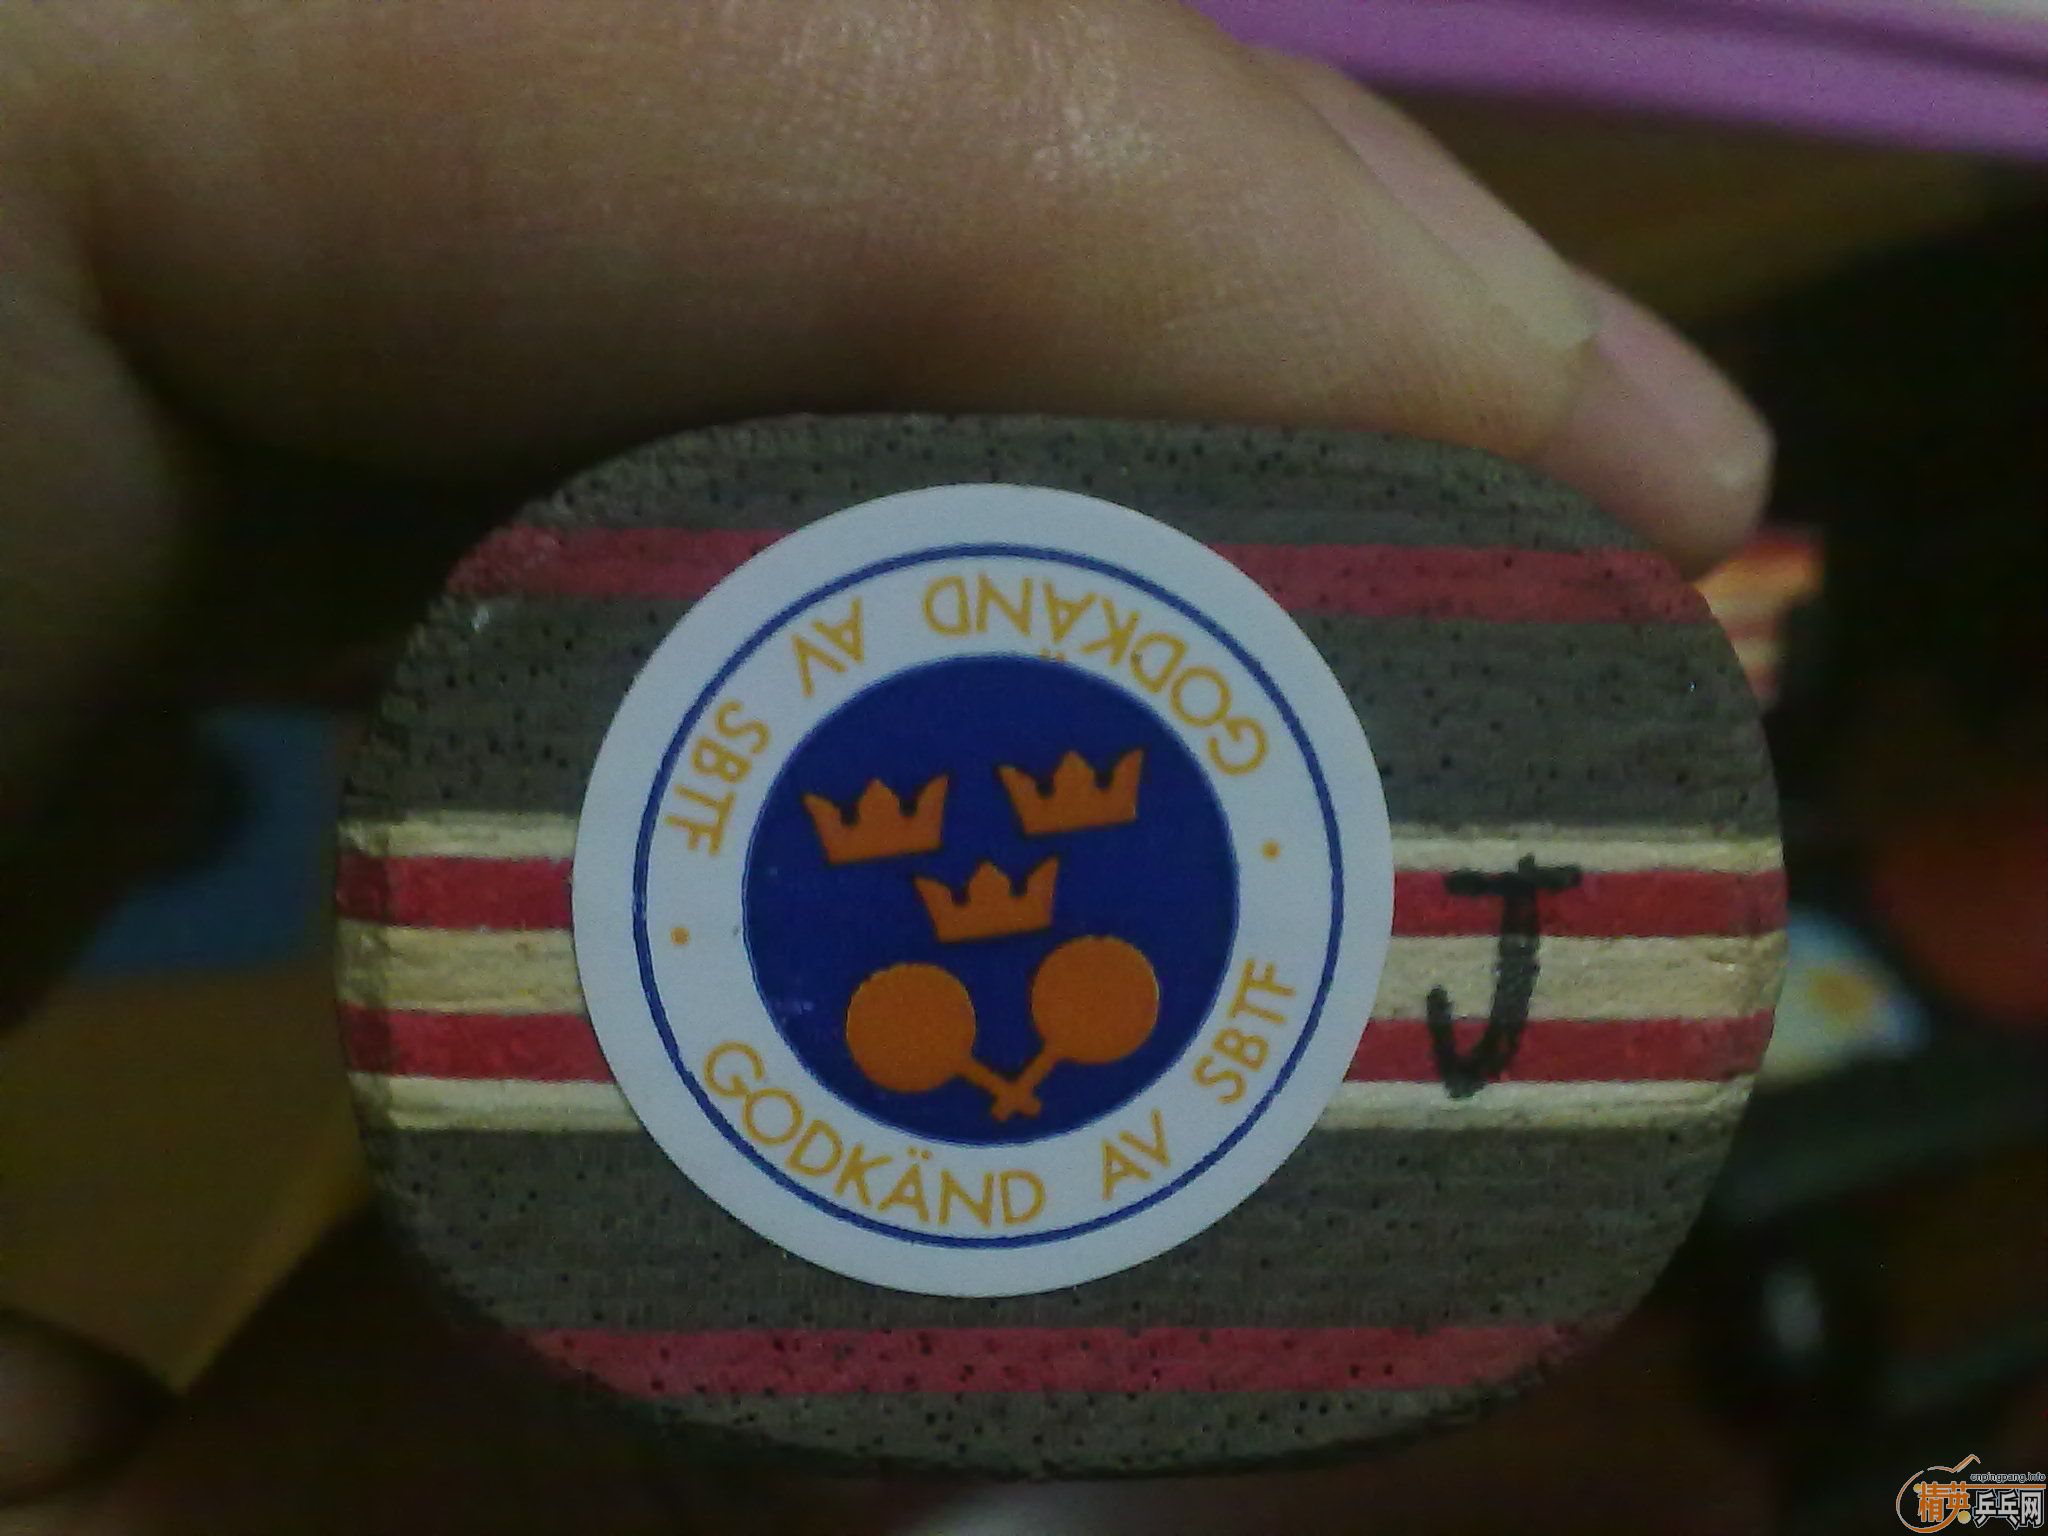 GODKÄND AV SBTF
GODKÄND AV SBTF
J
cnpingpang.info
精英乒乓网